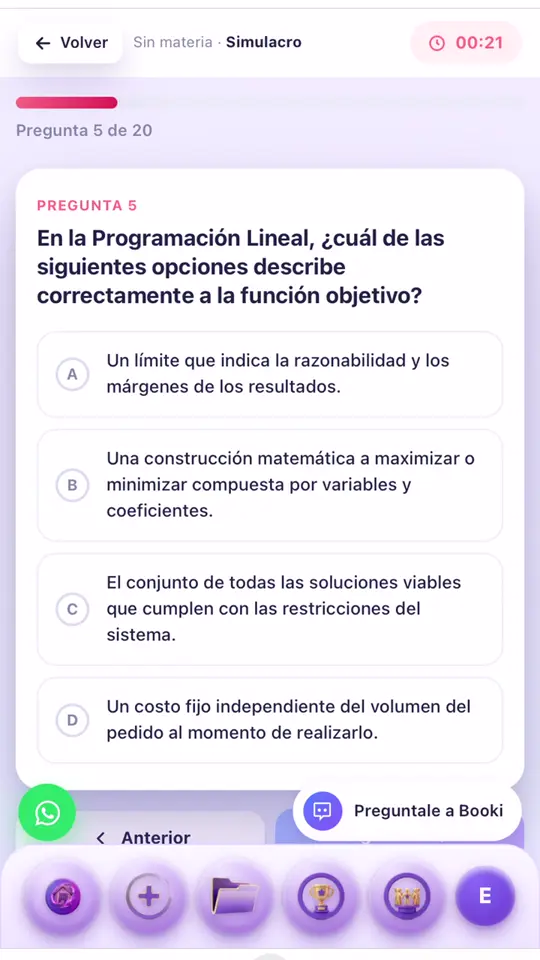 Volver
Sin materia · Simulacro
00:21
Pregunta 5 de 20
PREGUNTA 5
En la Programación Lineal, ¿cuál de las
siguientes opciones describe
correctamente a la función objetivo?
A
Un límite que indica la razonabilidad y los
márgenes de los resultados.
B
Una construcción matemática a maximizar o
minimizar compuesta por variables y
coeficientes.
C
El conjunto de todas las soluciones viables
que cumplen con las restricciones del
sistema.
D
Un costo fijo independiente del volumen del
pedido al momento de realizarlo.
Preguntale a Booki
Anterior
E